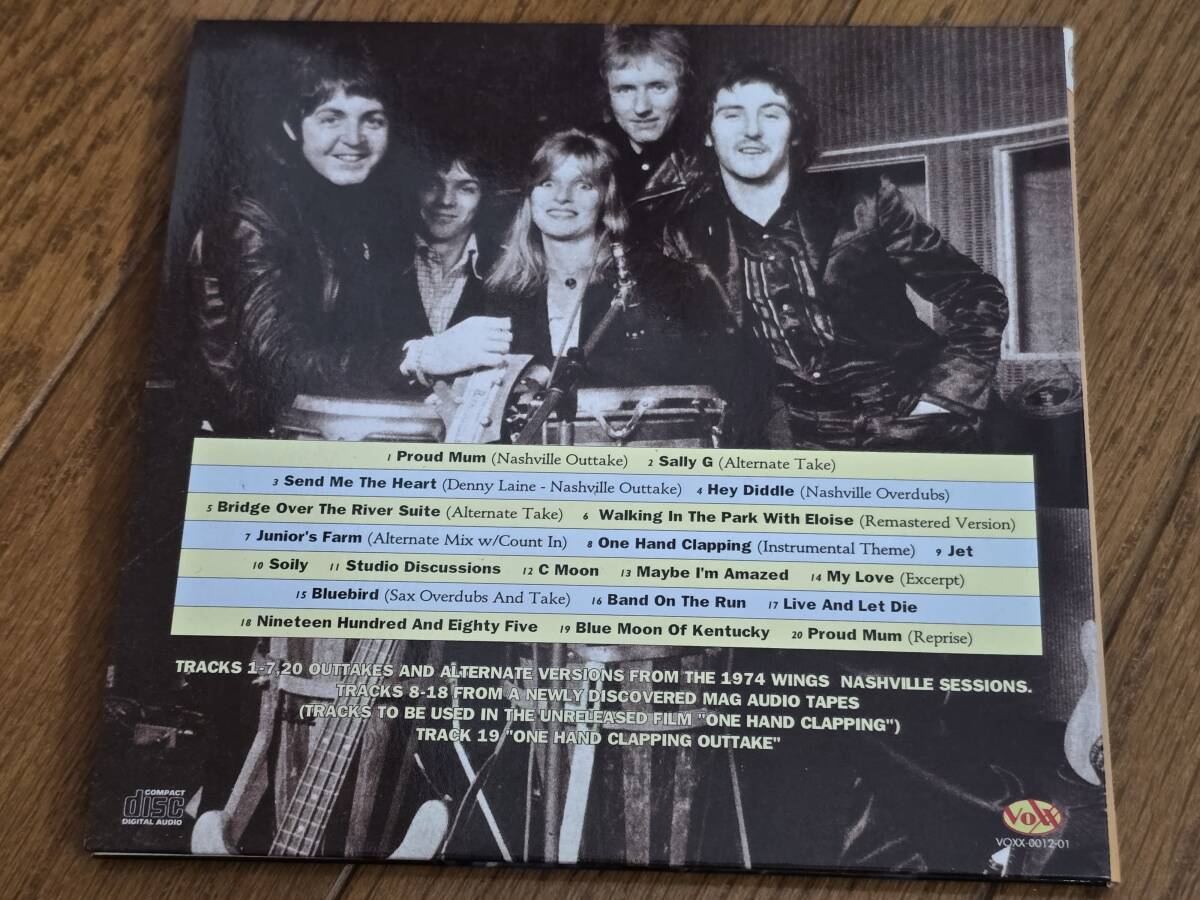 1 Proud Mum (Nashville Outtake) 2 Sally G (Alternate Take)
3 Send Me The Heart (Denny Laine - Nashville Outtake) 4 Hey Diddle (Nashville Overdubs)
5 Bridge Over The River Suite (Alternate Take) 6 Walking In The Park With Eloise (Remastered Version)
7 Junior's Farm (Alternate Mix w/Count In) 8 One Hand Clapping (Instrumental Theme) 9 Jet
10 Soily 11 Studio Discussions 12 C Moon 13 Maybe I'm Amazed 14 My Love (Excerpt)
15 Bluebird (Sax Overdubs And Take) 16 Band On The Run 17 Live And Let Die
18 Nineteen Hundred And Eighty Five 19 Blue Moon Of Kentucky 20 Proud Mum (Reprise)
TRACKS 1-7,20 OUTTAKES AND ALTERNATE VERSIONS FROM THE 1974 WINGS NASHVILLE SESSIONS.
TRACKS 8-18 FROM A NEWLY DISCOVERED MAG AUDIO TAPES
(TRACKS TO BE USED IN THE UNRELEASED FILM "ONE HAND CLAPPING")
TRACK 19 "ONE HAND CLAPPING OUTTAKE"
COMPACT
disc
DIGITAL AUDIO
VOXX
VOXX-0012-01